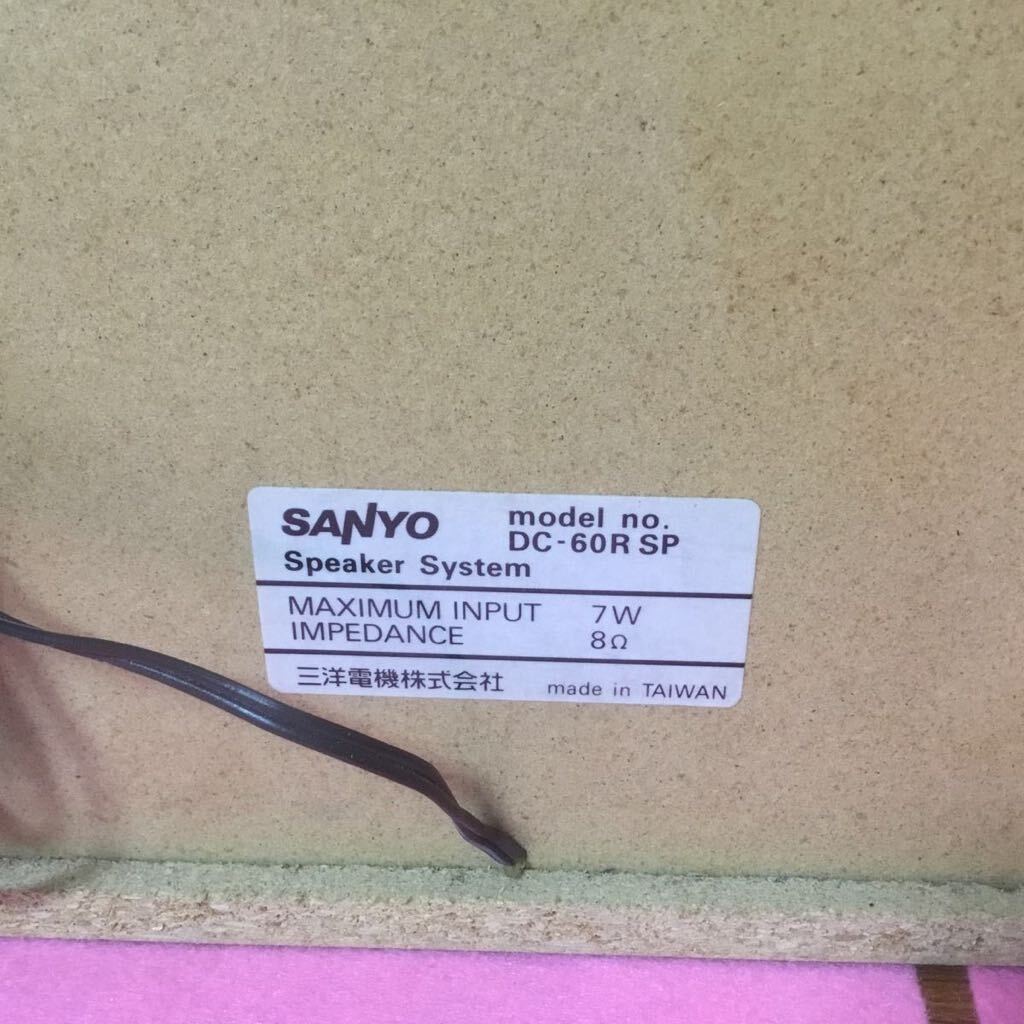 SANYO model no.
DC-60R SP
Speaker System
MAXIMUM INPUT 7W
IMPEDANCE 8Ω
三洋電機株式会社 made in TAIWAN